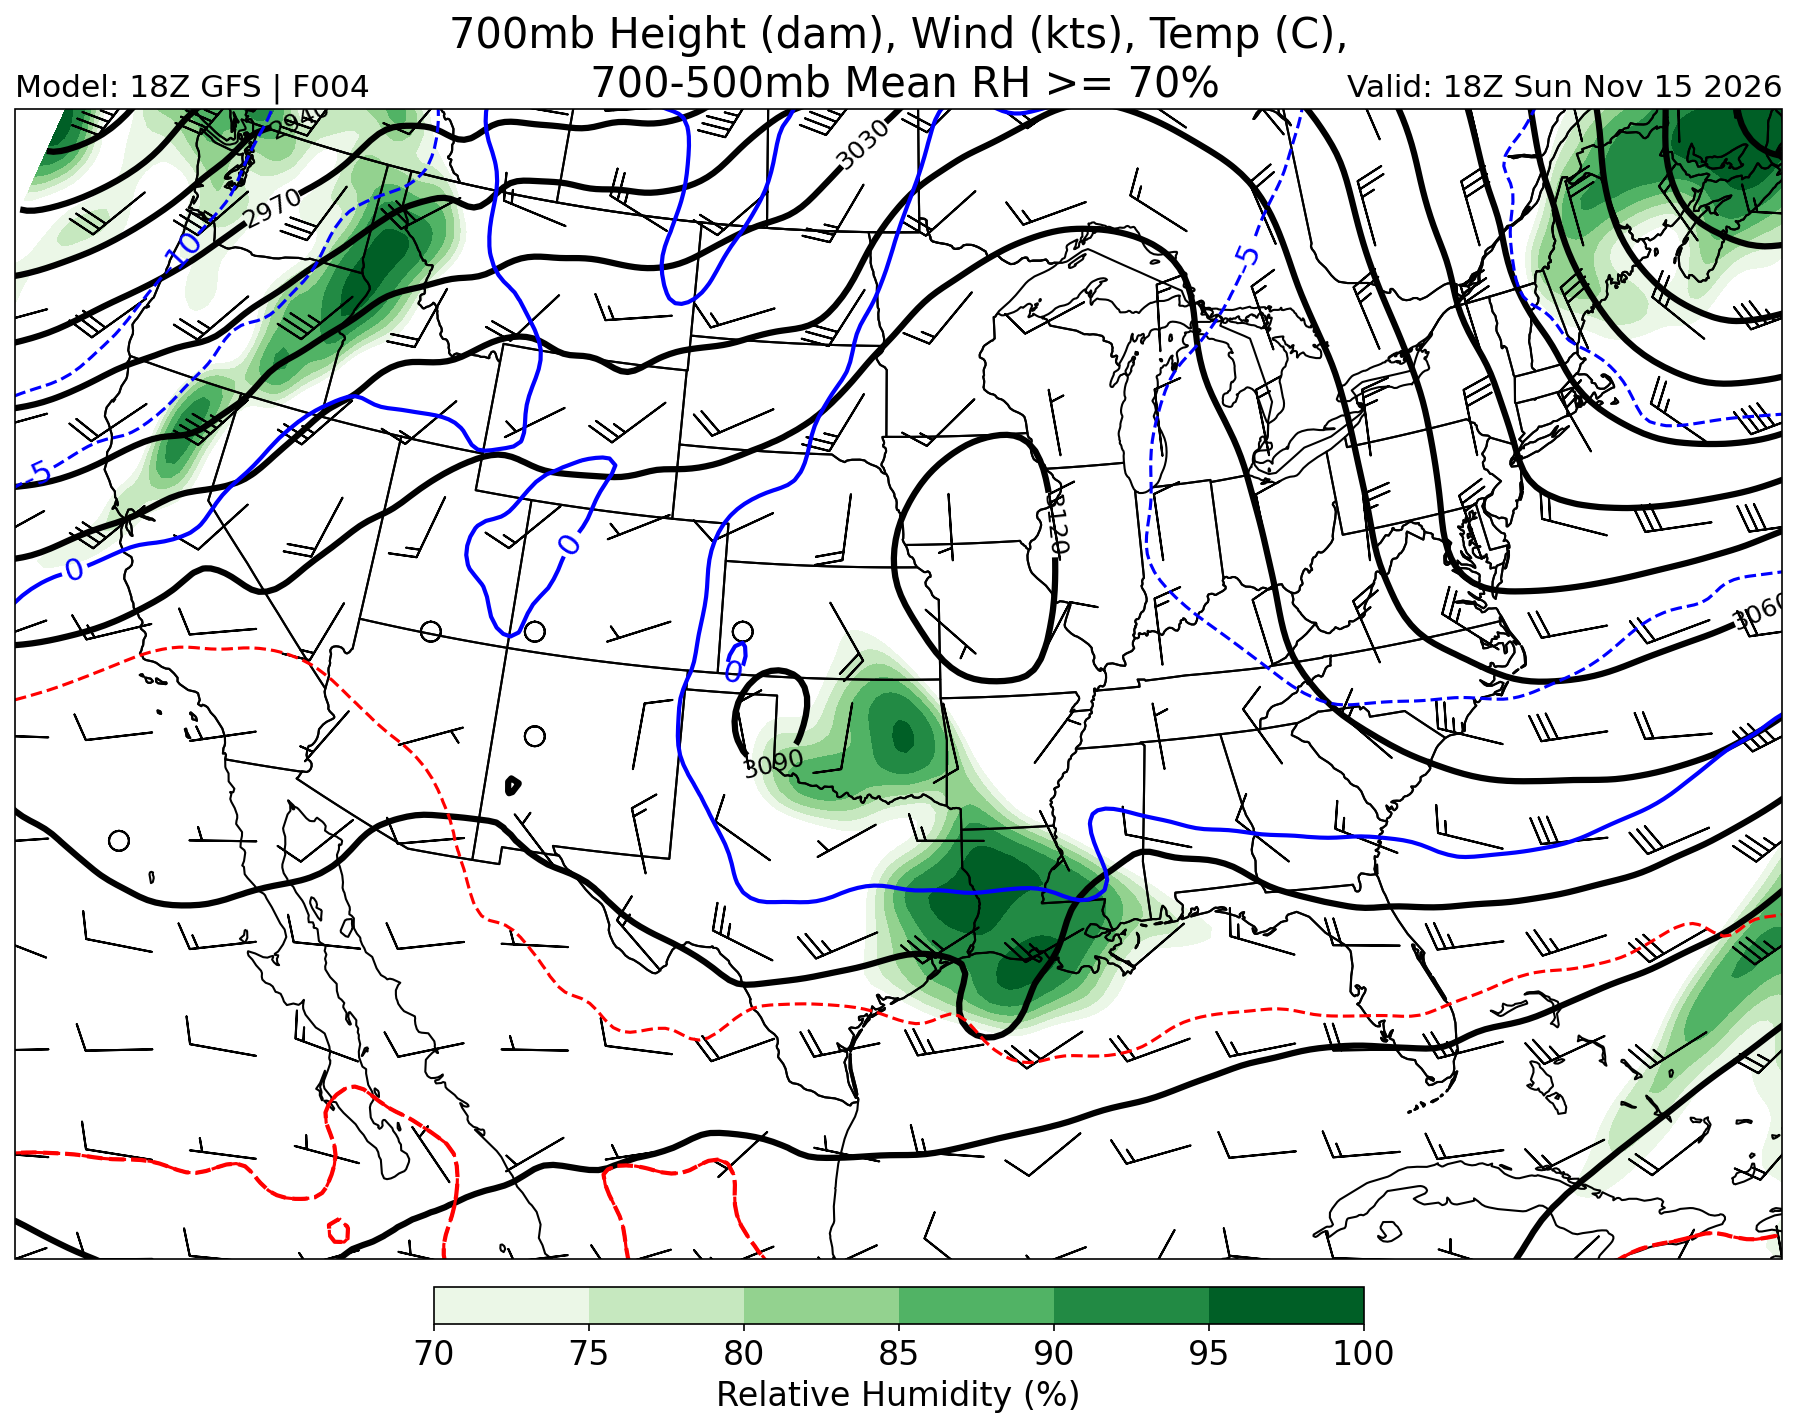 700mb Height (dam), Wind (kts), Temp (C),
700-500mb Mean RH >= 70%
Model: 18Z GFS | F004
Valid: 18Z Sun Nov 15 2026
2940
3030
2970
-10
-5
-5
0
0
3120
3060
0
3090
70 75 80 85 90 95 100
Relative Humidity (%)